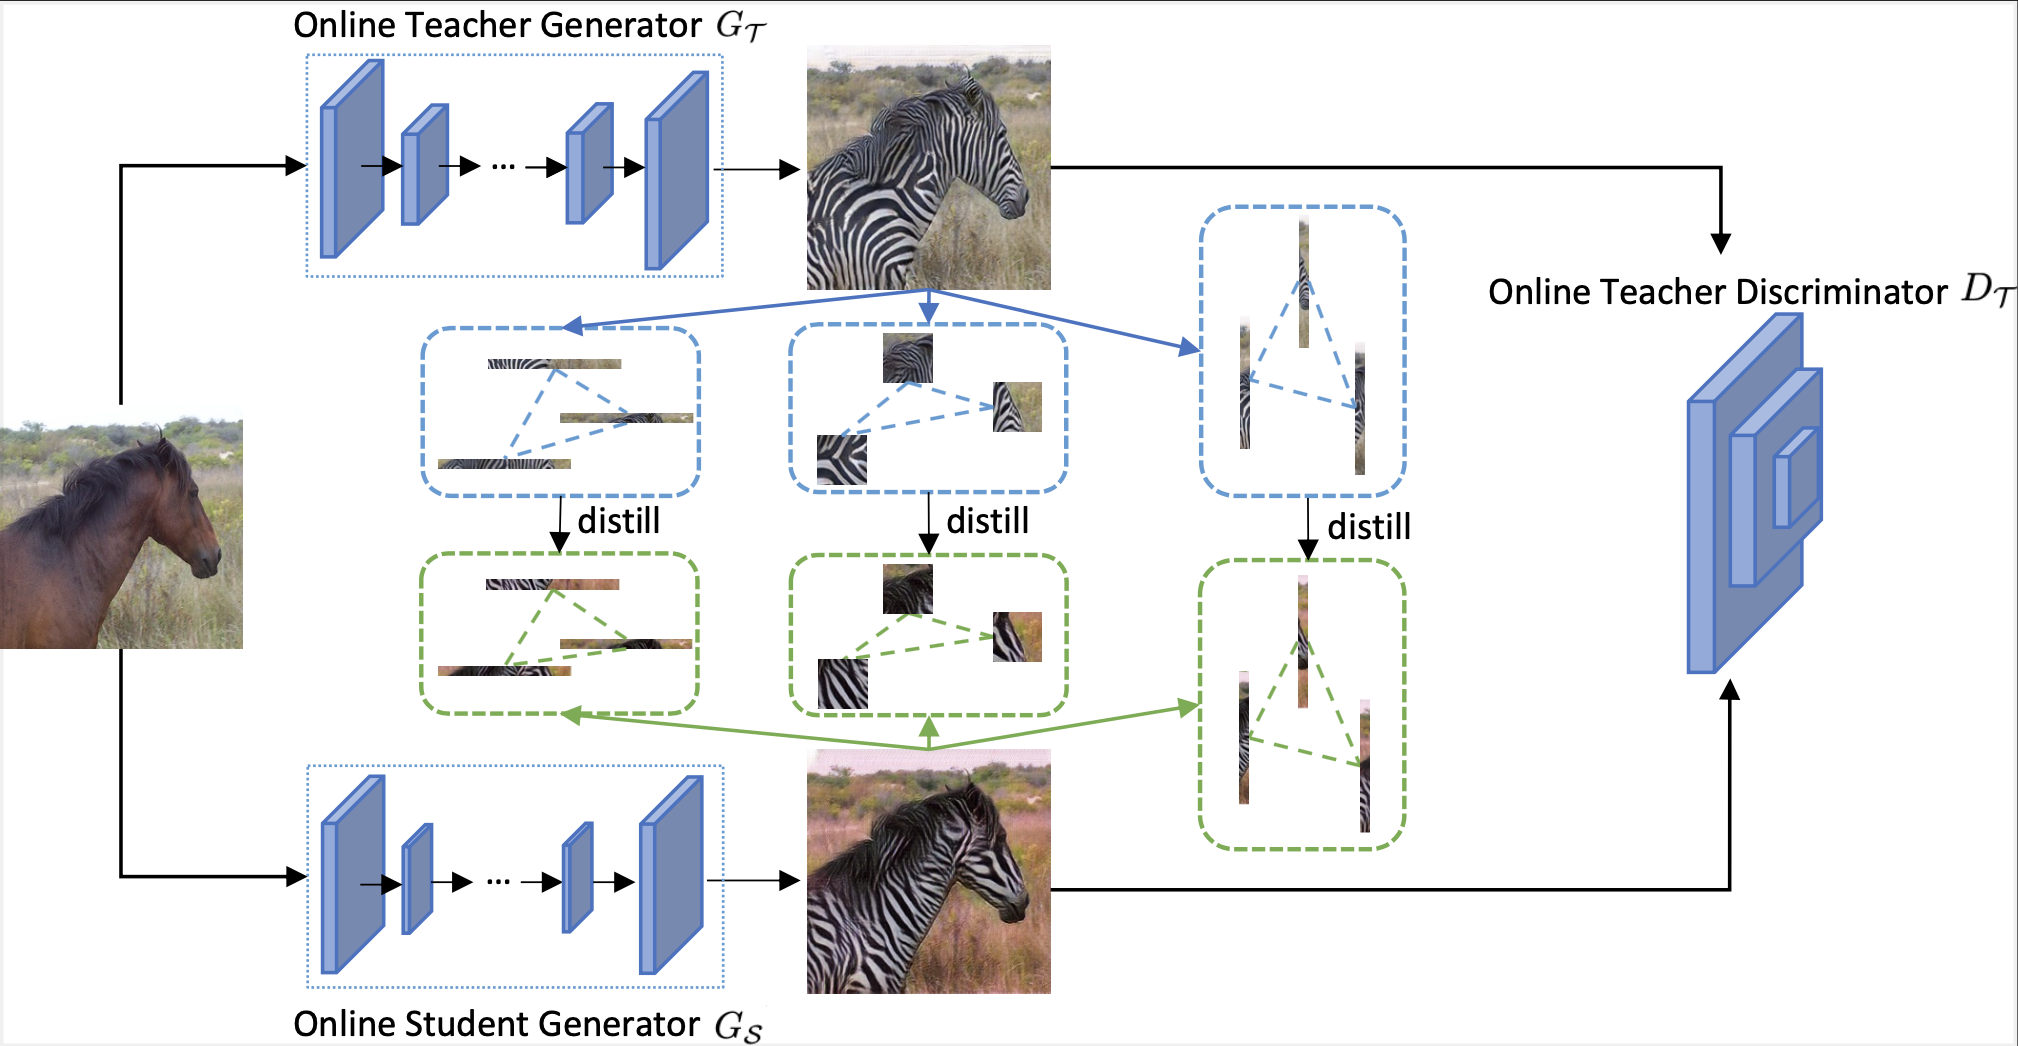 Online Teacher Generator G_𝒯
...
Online Teacher Discriminator D_𝒯
distill
distill
distill
...
Online Student Generator G_𝒮